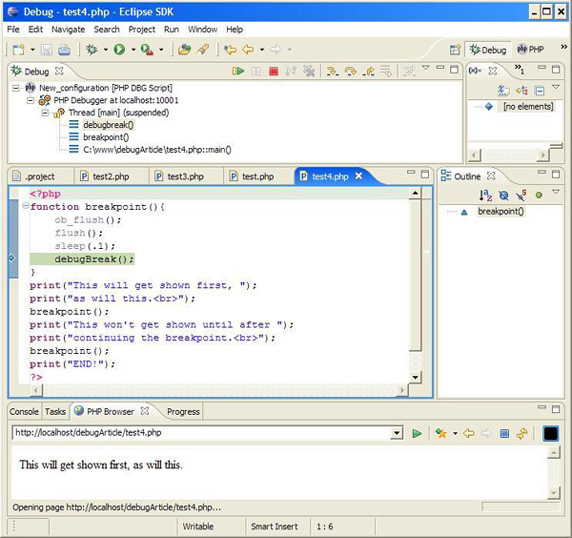 Debug - test4.php - Eclipse SDK
File Edit Navigate Search Project Run Window Help
Debug PHP »
Debug
New_configuration [PHP DBG Script]
PHP Debugger at localhost:10001
Thread [main] (suspended)
debugbreak()
breakpoint()
C:\www\debugArticle\test4.php::main()
(x)= »1
[no elements]
.project test2.php test3.php test.php test4.php
<?php
function breakpoint(){
ob_flush();
flush();
sleep(.1);
debugBreak();
}
print("This will get shown first, ");
print("as will this.<br>");
breakpoint();
print("This won't get shown until after ");
print("continuing the breakpoint.<br>");
breakpoint();
print("END!");
?>
Outline
breakpoint()
Console Tasks PHP Browser Progress
http://localhost/debugArticle/test4.php
This will get shown first, as will this.
Opening page http://localhost/debugArticle/test4.php...
Writable Smart Insert 1 : 6